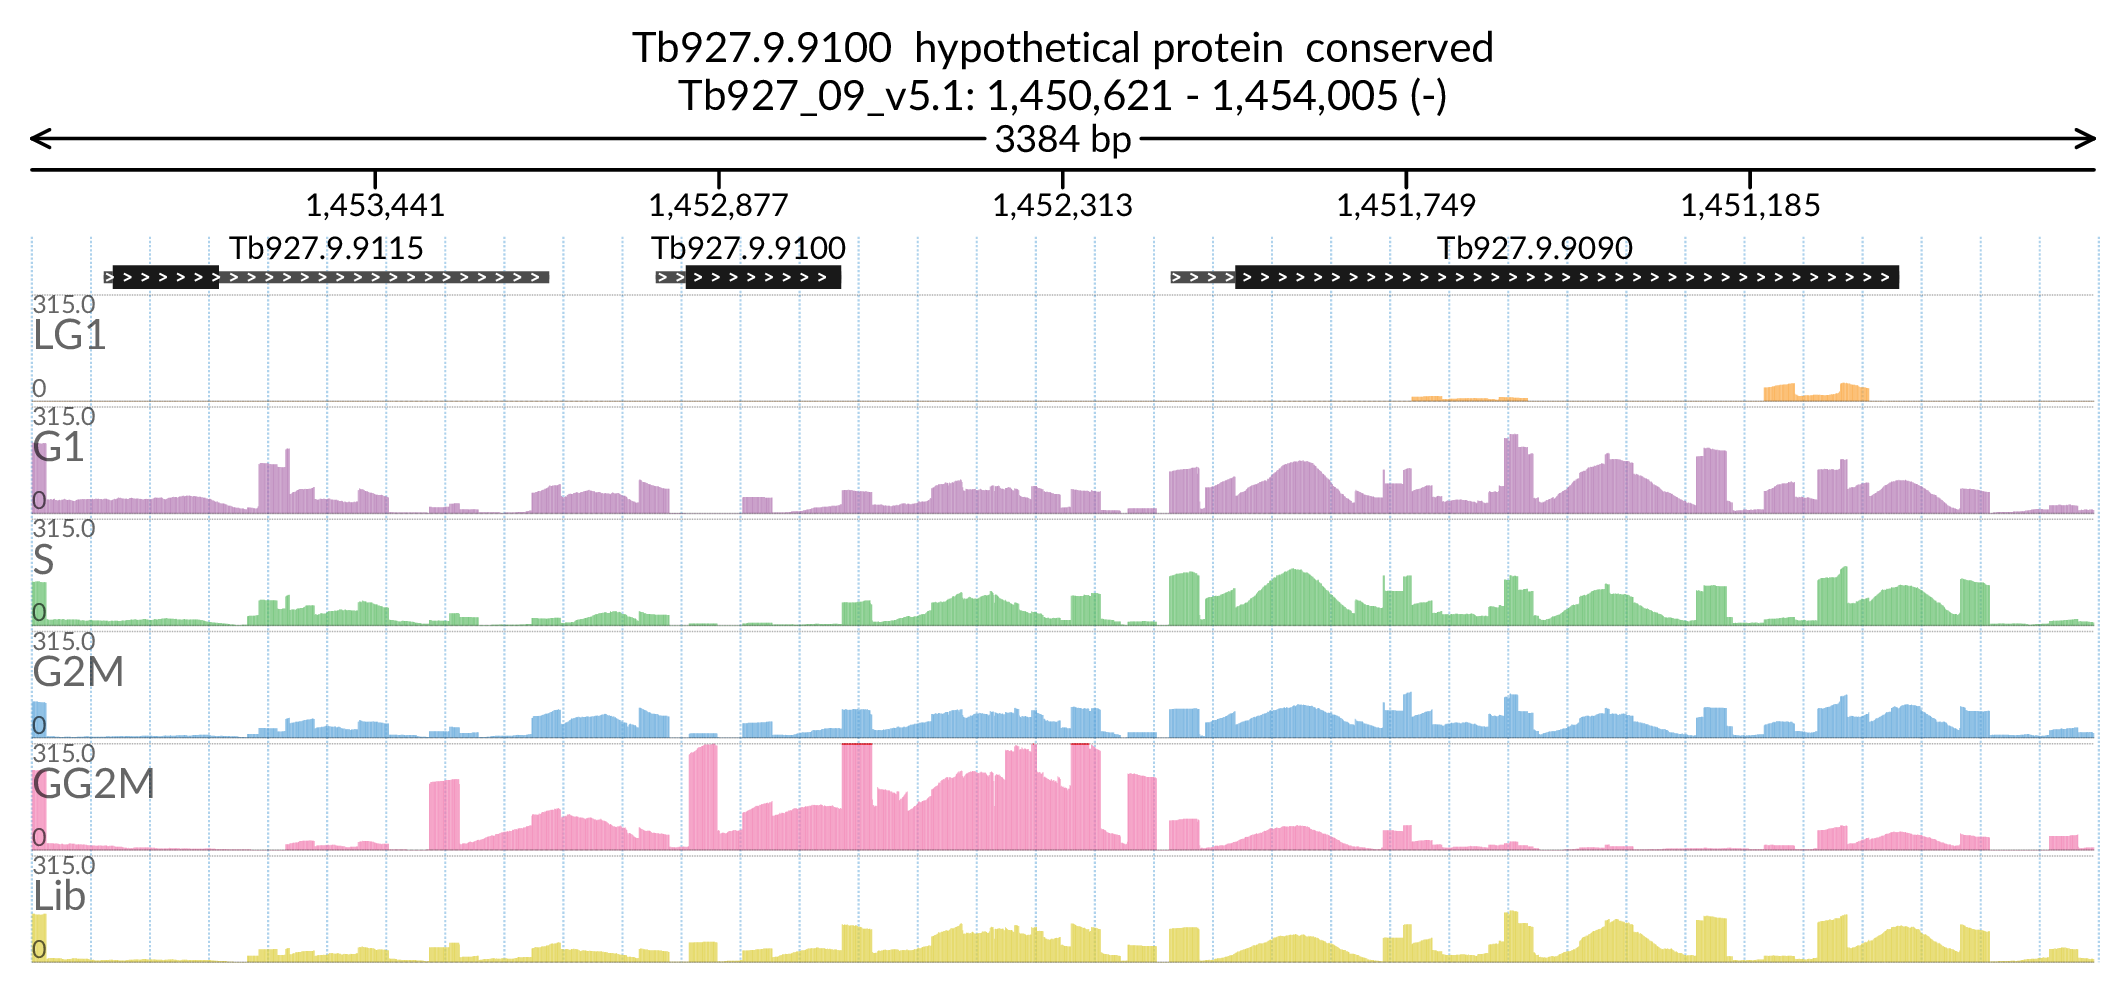 Tb927.9.9100  hypothetical protein  conserved
Tb927_09_v5.1: 1,450,621 - 1,454,005 (-)
3384 bp
1,453,441 1,452,877 1,452,313 1,451,749 1,451,185
Tb927.9.9115 Tb927.9.9100 Tb927.9.9090
315.0
LG1
0
315.0
G1
0
315.0
S
0
315.0
G2M
0
315.0
GG2M
0
315.0
Lib
0